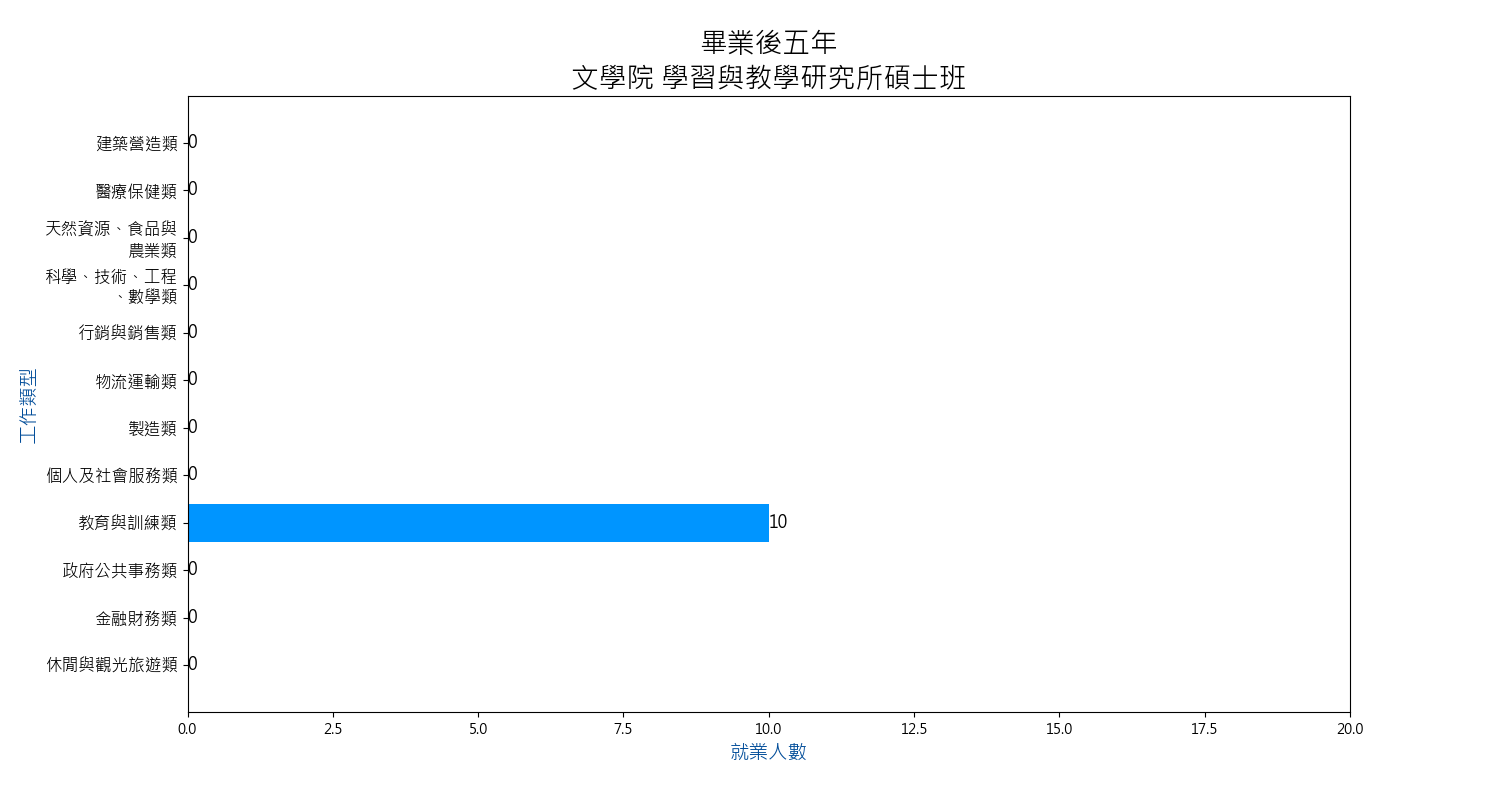 畢業後五年
文學院 學習與教學研究所碩士班
建築營造類 0
醫療保健類 0
天然資源、食品與
農業類 0
科學、技術、工程
、數學類 0
行銷與銷售類 0
物流運輸類 0
製造類 0
個人及社會服務類 0
教育與訓練類 10
政府公共事務類 0
金融財務類 0
休閒與觀光旅遊類 0
工作類型
0.0 2.5 5.0 7.5 10.0 12.5 15.0 17.5 20.0
就業人數